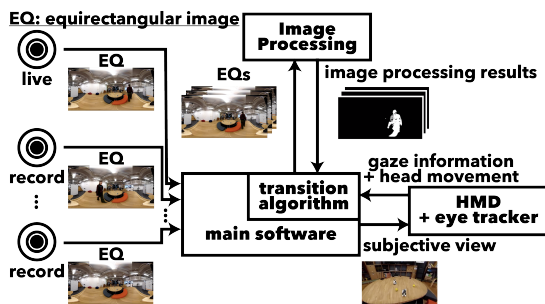 EQ: equirectangular image
Image
Processing
EQ
live
EQs
image processing results
EQ
record
gaze information
+ head movement
transition
algorithm
HMD
+ eye tracker
main software
subjective view
EQ
record